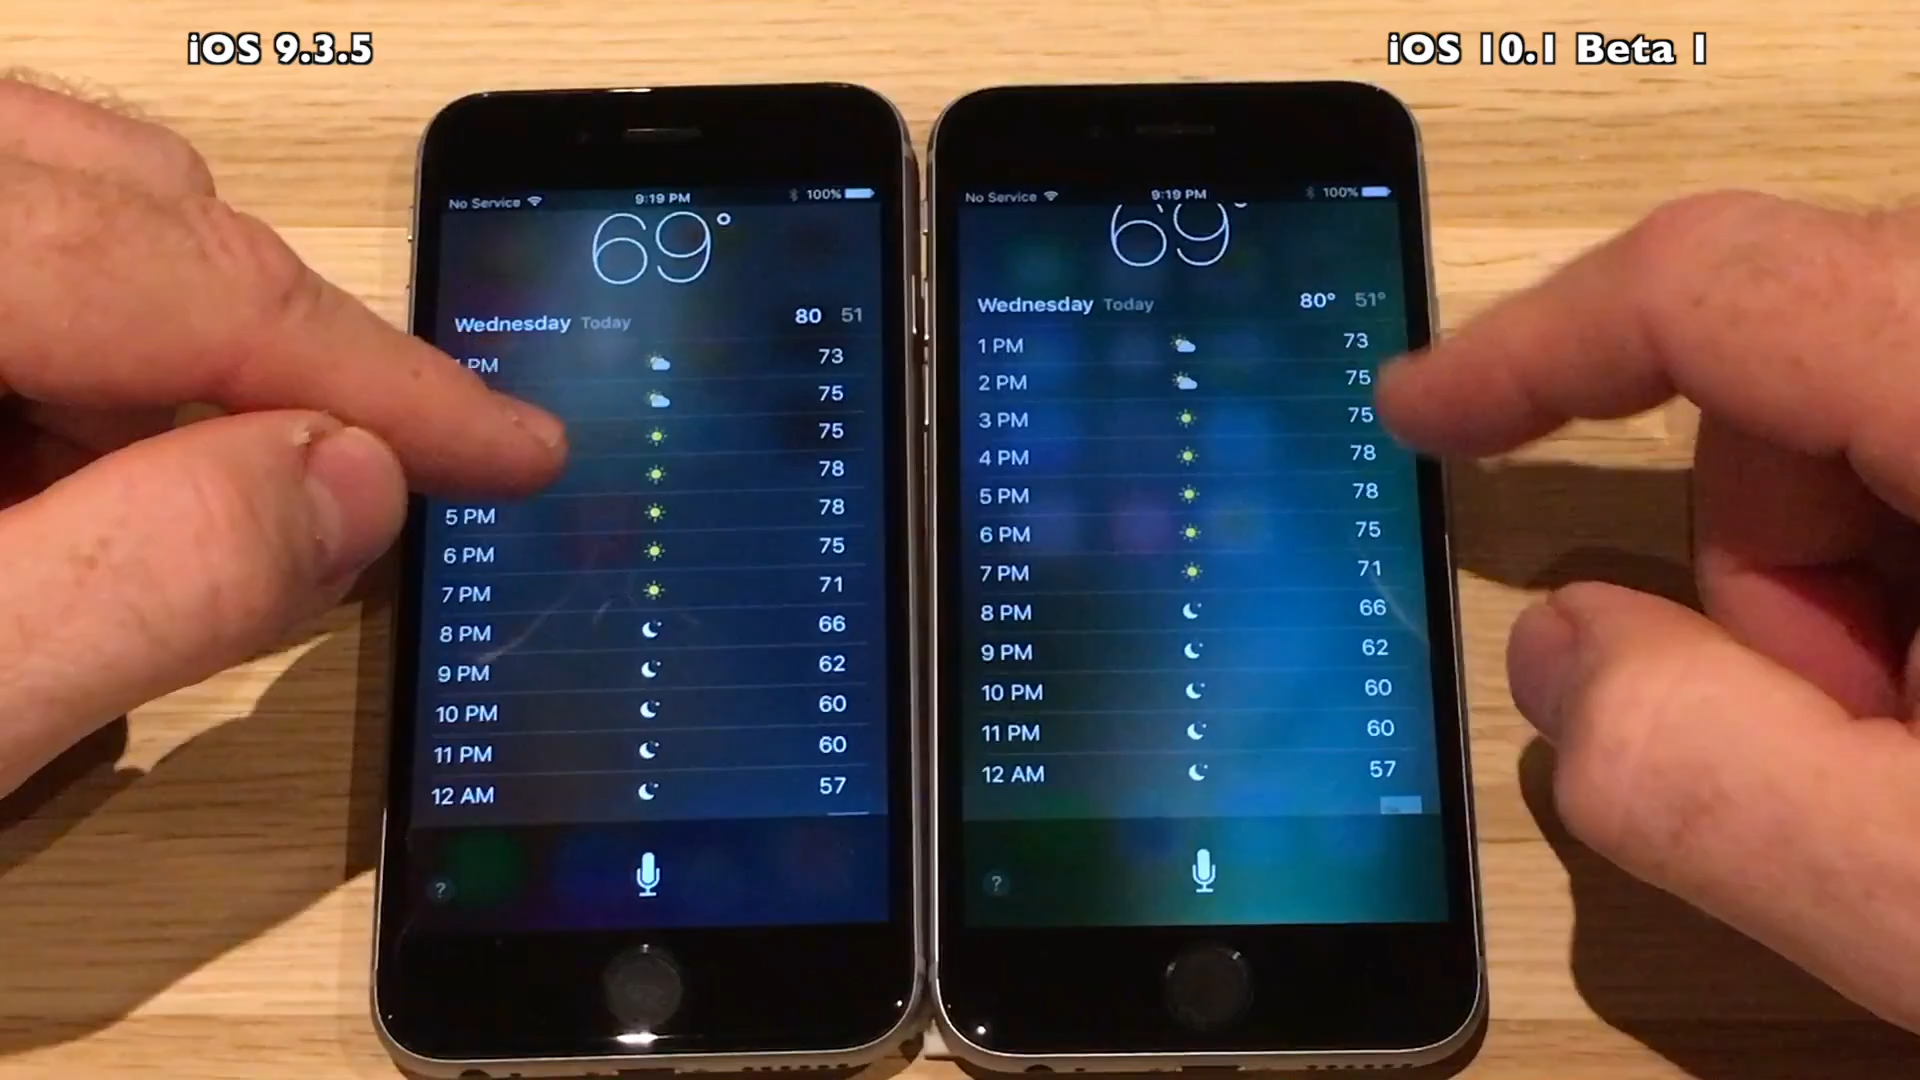 iOS 9.3.5
iOS 10.1 Beta 1
No Service 9:19 PM 100%
69°
Wednesday Today 80 51
PM 73
75
75
78
5 PM 78
6 PM 75
7 PM 71
8 PM 66
9 PM 62
10 PM 60
11 PM 60
12 AM 57
?
No Service 9:19 PM 100%
69°
Wednesday Today 80° 51°
1 PM 73
2 PM 75
3 PM 75
4 PM 78
5 PM 78
6 PM 75
7 PM 71
8 PM 66
9 PM 62
10 PM 60
11 PM 60
12 AM 57
?